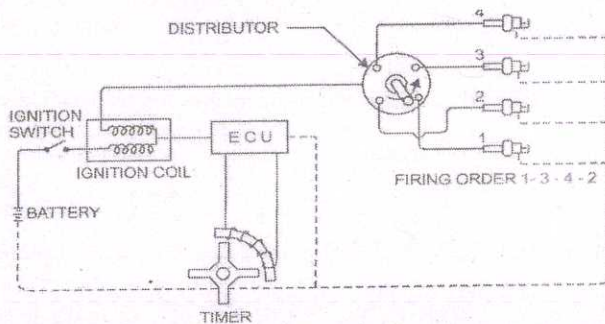 4
DISTRIBUTOR
3
IGNITION
SWITCH
2
ECU
1
IGNITION COIL
FIRING ORDER 1-3-4-2
BATTERY
TIMER